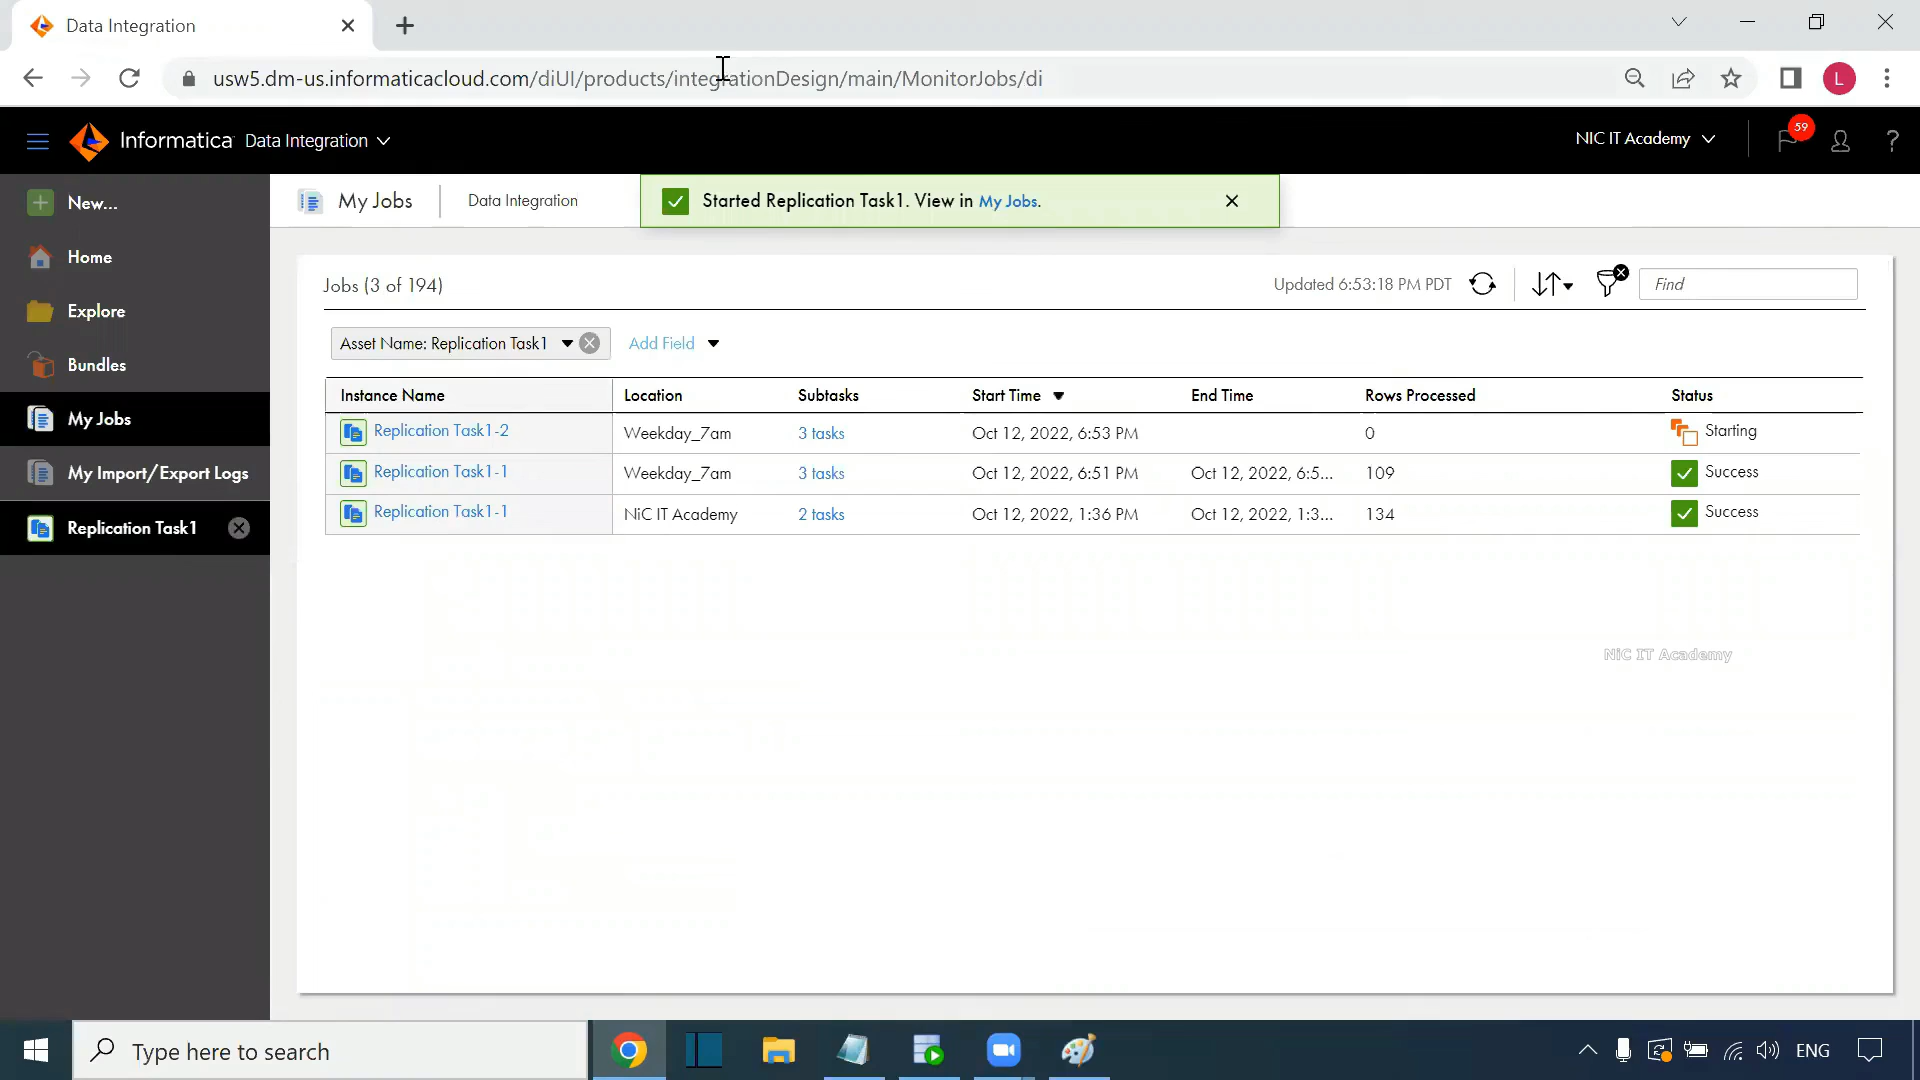 Data Integration
usw5.dm-us.informaticacloud.com/diUI/products/integrationDesign/main/MonitorJobs/di
L
Informatica Data Integration
NIC IT Academy
59
?
New...
Home
Explore
Bundles
My Jobs
My Import/Export Logs
Replication Task1
My Jobs
Data Integration
Started Replication Task1. View in My Jobs.
Jobs (3 of 194)
Updated 6:53:18 PM PDT
Find
Asset Name: Replication Task1
Add Field
Instance Name Location Subtasks Start Time End Time Rows Processed Status
Replication Task1-2 Weekday_7am 3 tasks Oct 12, 2022, 6:53 PM 0 Starting
Replication Task1-1 Weekday_7am 3 tasks Oct 12, 2022, 6:51 PM Oct 12, 2022, 6:5... 109 Success
Replication Task1-1 NiC IT Academy 2 tasks Oct 12, 2022, 1:36 PM Oct 12, 2022, 1:3... 134 Success
NiC IT Academy
Type here to search
ENG